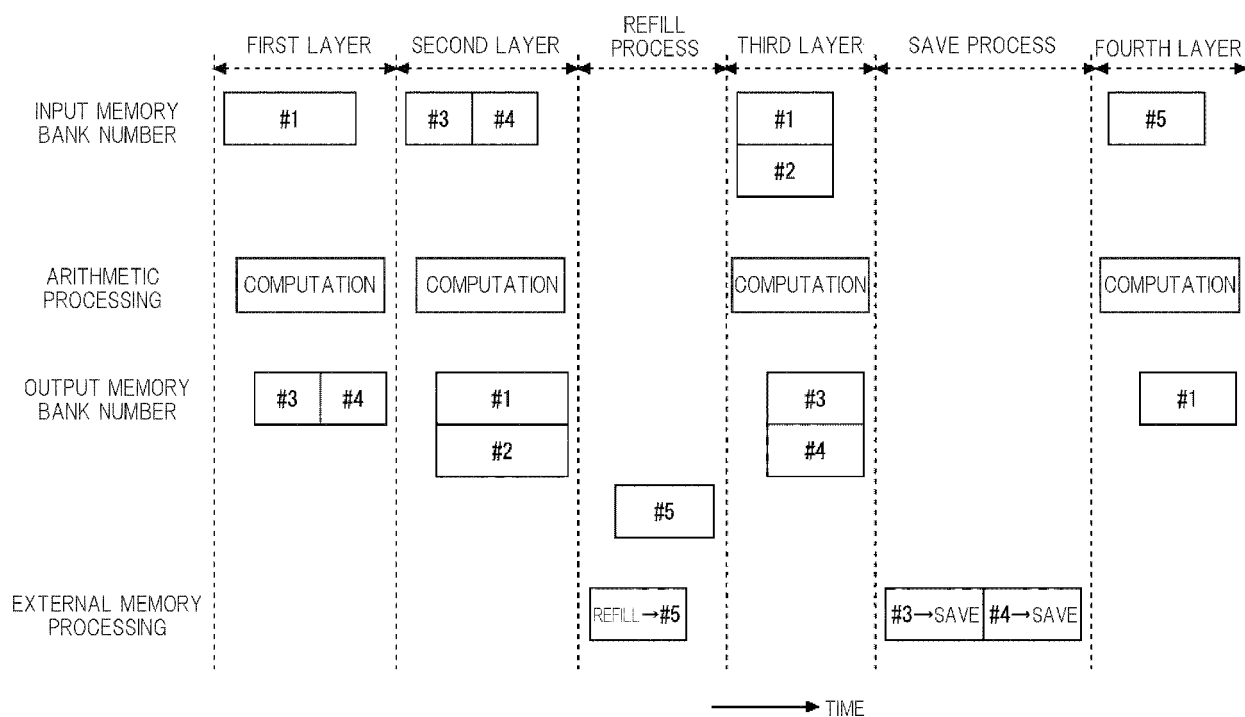 REFILL
PROCESS
FIRST LAYER
SECOND LAYER
THIRD LAYER
SAVE PROCESS
FOURTH LAYER
INPUT MEMORY
BANK NUMBER
#1
#3
#4
#1
#2
#5
ARITHMETIC
PROCESSING
COMPUTATION
COMPUTATION
COMPUTATION
COMPUTATION
OUTPUT MEMORY
BANK NUMBER
#3
#4
#1
#2
#5
#3
#4
#1
EXTERNAL MEMORY
PROCESSING
REFILL→#5
#3→SAVE
#4→SAVE
TIME